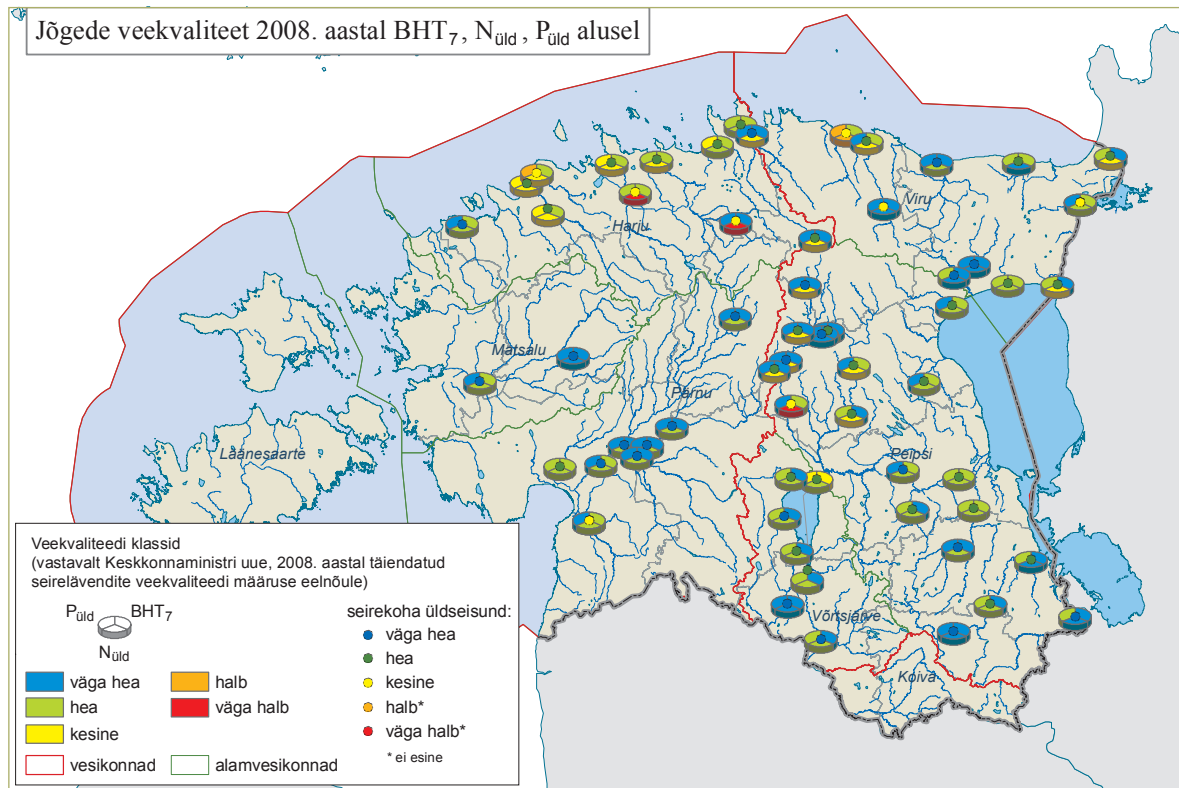 Jõgede veekvaliteet 2008. aastal BHT7, Nüld, Püld alusel
Viru
Harju
Matsalu
Pärnu
Läänesaarte
Peipsi
Võrtsjärve
Koiva
Veekvaliteedi klassid
(vastavalt Keskkonnaministri uue, 2008. aastal täiendatud
seirelävendite veekvaliteedi määruse eelnõule)
Püld BHT7
Nüld
väga hea
hea
kesine
halb
väga halb
vesikonnad
alamvesikonnad
seirekoha üldseisund:
väga hea
hea
kesine
halb*
väga halb*
* ei esine